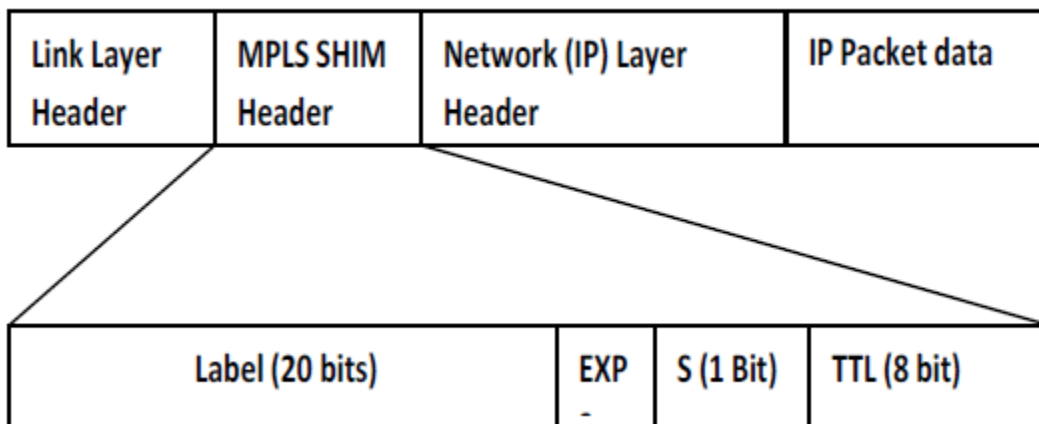 Link Layer
Header
MPLS SHIM
Header
Network (IP) Layer
Header
IP Packet data
Label (20 bits)
EXP
S (1 Bit)
TTL (8 bit)